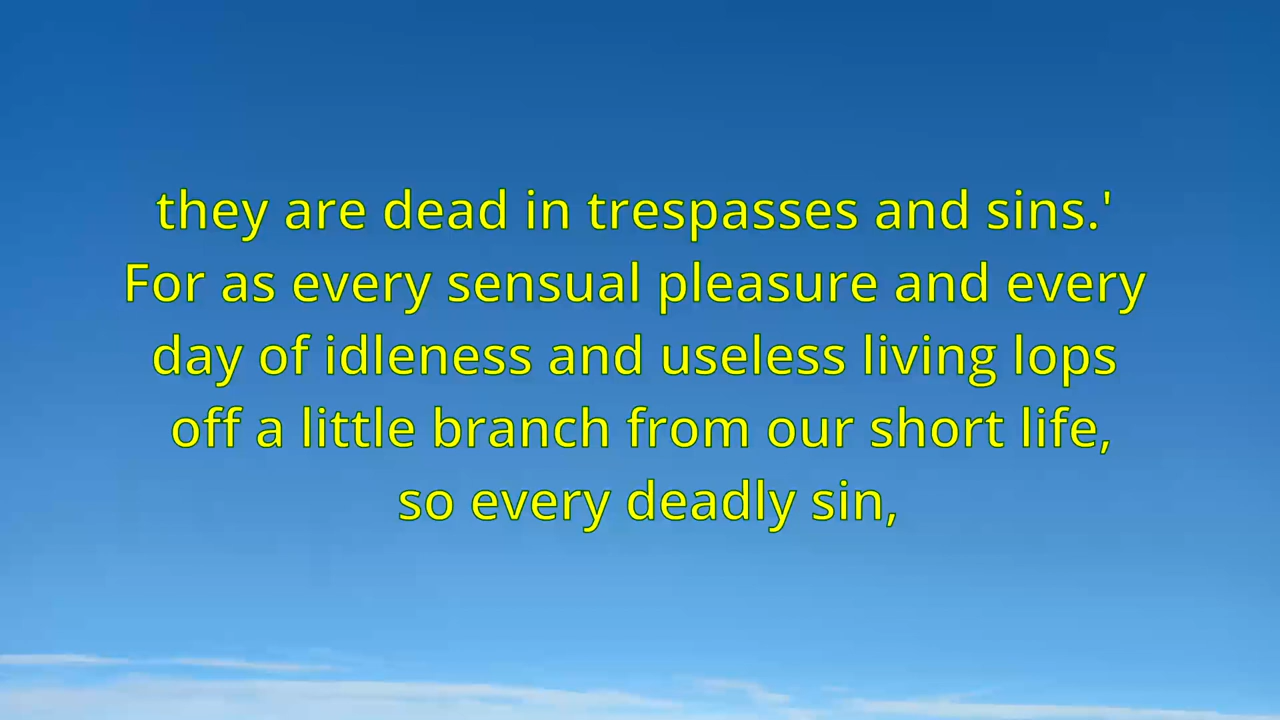 they are dead in trespasses and sins.'
For as every sensual pleasure and every
day of idleness and useless living lops
off a little branch from our short life,
so every deadly sin,